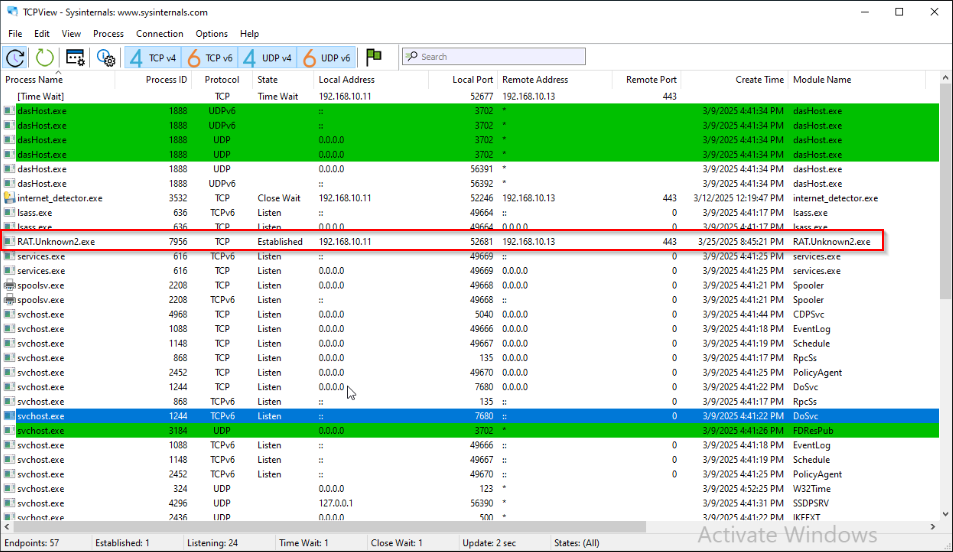 TCPView - Sysinternals: www.sysinternals.com
File Edit View Process Connection Options Help
4 TCP v4 6 TCP v6 4 UDP v4 6 UDP v6 Search
Process Name Process ID Protocol State Local Address Local Port Remote Address Remote Port Create Time Module Name
[Time Wait] TCP Time Wait 192.168.10.11 52677 192.168.10.13 443
dasHost.exe 1888 UDPv6 :: 3702 * 3/9/2025 4:41:34 PM dasHost.exe
dasHost.exe 1888 UDPv6 :: 3702 * 3/9/2025 4:41:34 PM dasHost.exe
dasHost.exe 1888 UDP 0.0.0.0 3702 * 3/9/2025 4:41:34 PM dasHost.exe
dasHost.exe 1888 UDP 0.0.0.0 3702 * 3/9/2025 4:41:34 PM dasHost.exe
dasHost.exe 1888 UDP 0.0.0.0 56391 * 3/9/2025 4:41:34 PM dasHost.exe
dasHost.exe 1888 UDPv6 :: 56392 * 3/9/2025 4:41:34 PM dasHost.exe
internet_detector.exe 3532 TCP Close Wait 192.168.10.11 52246 192.168.10.13 443 3/12/2025 12:19:47 PM internet_detector.exe
lsass.exe 636 TCPv6 Listen :: 49664 :: 0 3/9/2025 4:41:17 PM lsass.exe
lsass.exe 636 TCP Listen 0.0.0.0 49664 0.0.0.0 0 3/9/2025 4:41:17 PM lsass.exe
RAT.Unknown2.exe 7956 TCP Established 192.168.10.11 52681 192.168.10.13 443 3/25/2025 8:45:21 PM RAT.Unknown2.exe
services.exe 616 TCPv6 Listen :: 49669 :: 0 3/9/2025 4:41:25 PM services.exe
services.exe 616 TCP Listen 0.0.0.0 49669 0.0.0.0 0 3/9/2025 4:41:25 PM services.exe
spoolsv.exe 2208 TCP Listen 0.0.0.0 49668 0.0.0.0 0 3/9/2025 4:41:21 PM Spooler
spoolsv.exe 2208 TCPv6 Listen :: 49668 :: 0 3/9/2025 4:41:21 PM Spooler
svchost.exe 4968 TCP Listen 0.0.0.0 5040 0.0.0.0 0 3/9/2025 4:41:44 PM CDPSvc
svchost.exe 1088 TCP Listen 0.0.0.0 49666 0.0.0.0 0 3/9/2025 4:41:18 PM EventLog
svchost.exe 1148 TCP Listen 0.0.0.0 49667 0.0.0.0 0 3/9/2025 4:41:19 PM Schedule
svchost.exe 868 TCP Listen 0.0.0.0 135 0.0.0.0 0 3/9/2025 4:41:17 PM RpcSs
svchost.exe 2452 TCP Listen 0.0.0.0 49670 0.0.0.0 0 3/9/2025 4:41:25 PM PolicyAgent
svchost.exe 1244 TCP Listen 0.0.0.0 7680 0.0.0.0 0 3/9/2025 4:41:22 PM DoSvc
svchost.exe 868 TCPv6 Listen :: 135 :: 0 3/9/2025 4:41:17 PM RpcSs
svchost.exe 1244 TCPv6 Listen :: 7680 :: 0 3/9/2025 4:41:22 PM DoSvc
svchost.exe 3184 UDP 0.0.0.0 3702 * 3/9/2025 4:41:26 PM FDResPub
svchost.exe 1088 TCPv6 Listen :: 49666 :: 0 3/9/2025 4:41:18 PM EventLog
svchost.exe 1148 TCPv6 Listen :: 49667 :: 0 3/9/2025 4:41:19 PM Schedule
svchost.exe 2452 TCPv6 Listen :: 49670 :: 0 3/9/2025 4:41:25 PM PolicyAgent
svchost.exe 324 UDP 0.0.0.0 123 * 3/9/2025 4:52:25 PM W32Time
svchost.exe 4296 UDP 127.0.0.1 56390 * 3/9/2025 4:41:31 PM SSDPSRV
svchost.exe 2436 UDP 0.0.0.0 500 * 3/9/2025 4:41:22 PM IKEEXT
Activate Windows
Endpoints: 57 Established: 1 Listening: 24 Time Wait: 1 Close Wait: 1 Update: 2 sec States: (All)